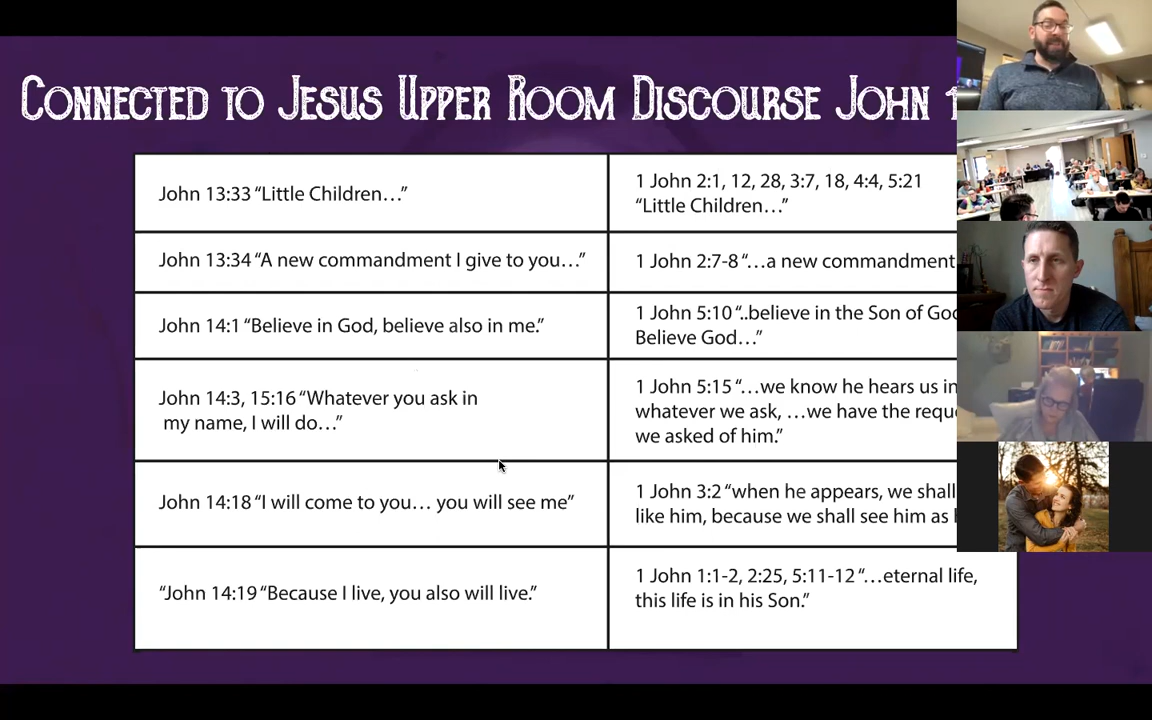 Connected to Jesus Upper Room Discourse John
John 13:33 “Little Children…”
1 John 2:1, 12, 28, 3:7, 18, 4:4, 5:21
“Little Children…”
John 13:34 “A new commandment I give to you…”
1 John 2:7-8 “…a new commandment
John 14:1 “Believe in God, believe also in me.”
1 John 5:10 “..believe in the Son of
Believe God…”
John 14:3, 15:16 “Whatever you ask in
my name, I will do…”
1 John 5:15 “…we know he hears us in
whatever we ask, …we have the
we asked of him.”
John 14:18 “I will come to you… you will see me”
1 John 3:2 “when he appears, we shall
like him, because we shall see him as
“John 14:19 “Because I live, you also will live.”
1 John 1:1-2, 2:25, 5:11-12 “…eternal life,
this life is in his Son.”